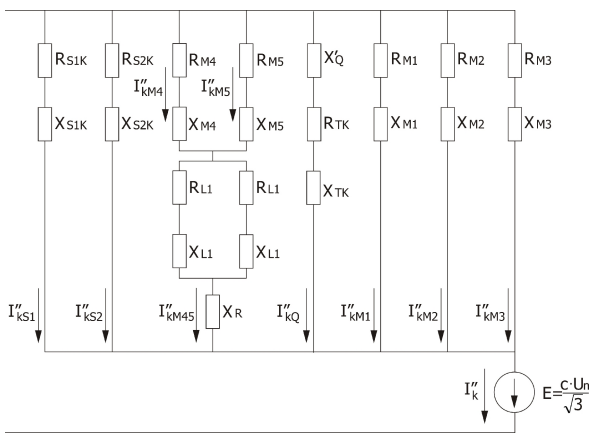 RS1K RS2K RM4 RM5 X'Q RM1 RM2 RM3
I"kM4 I"kM5
XS1K XS2K XM4 XM5 RTK XM1 XM2 XM3
RL1 RL1 XTK
XL1 XL1
I"kS1 I"kS2 I"kM45 XR I"kQ I"kM1 I"kM2 I"kM3
I"k E=c·Un/√3